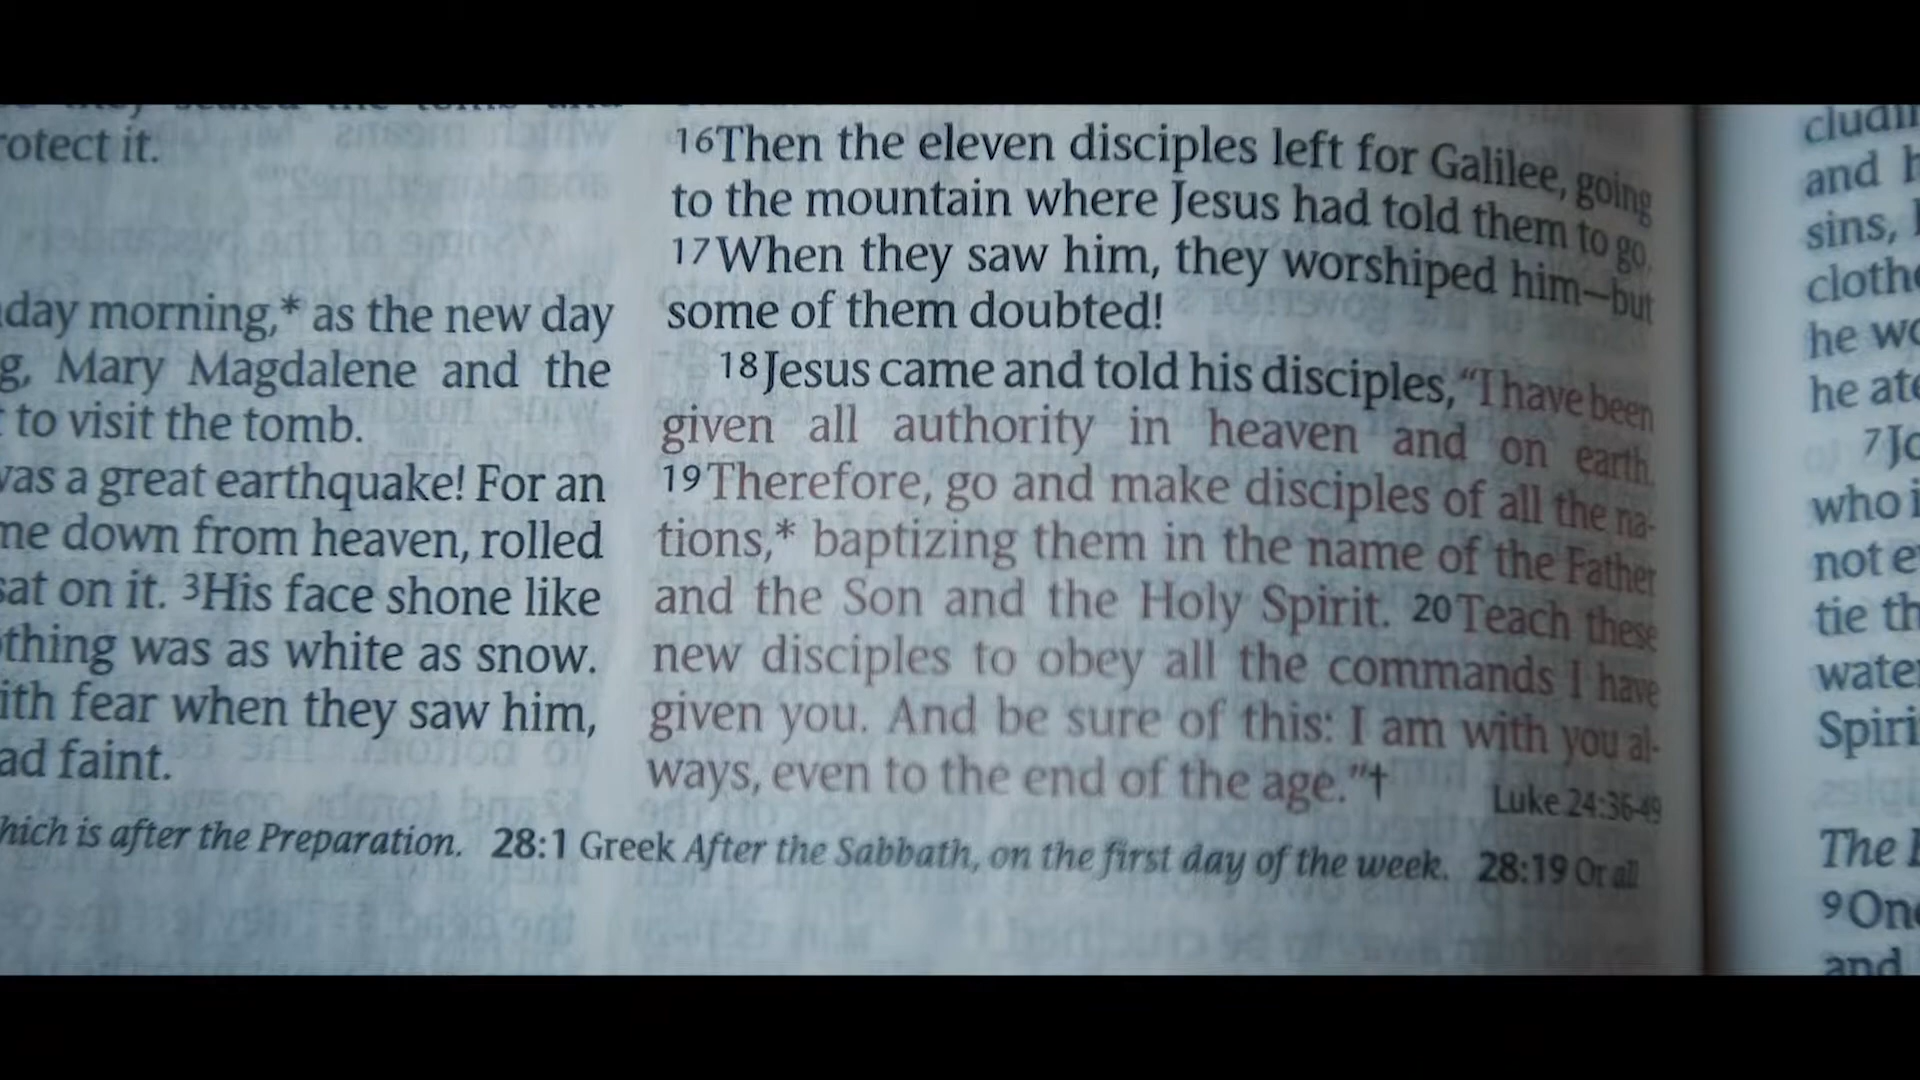 rotect it.
day morning,* as the new day
g, Mary Magdalene and the
to visit the tomb.
was a great earthquake! For an
me down from heaven, rolled
sat on it. 3His face shone like
thing was as white as snow.
ith fear when they saw him,
ad faint.
16Then the eleven disciples left for Galilee, going
to the mountain where Jesus had told them to go.
17When they saw him, they worshiped him—but
some of them doubted!
18Jesus came and told his disciples, “I have been
given all authority in heaven and on earth.
19Therefore, go and make disciples of all the na-
tions,* baptizing them in the name of the Father
and the Son and the Holy Spirit. 20Teach these
new disciples to obey all the commands I have
given you. And be sure of this: I am with you al-
ways, even to the end of the age.”†
Luke 24:36-49
hich is after the Preparation. 28:1 Greek After the Sabbath, on the first day of the week. 28:19 Or all
cludin
and h
sins,
clothe
he wo
he ate
7Jo
who i
not e
tie th
water
Spiri
The
9One
and